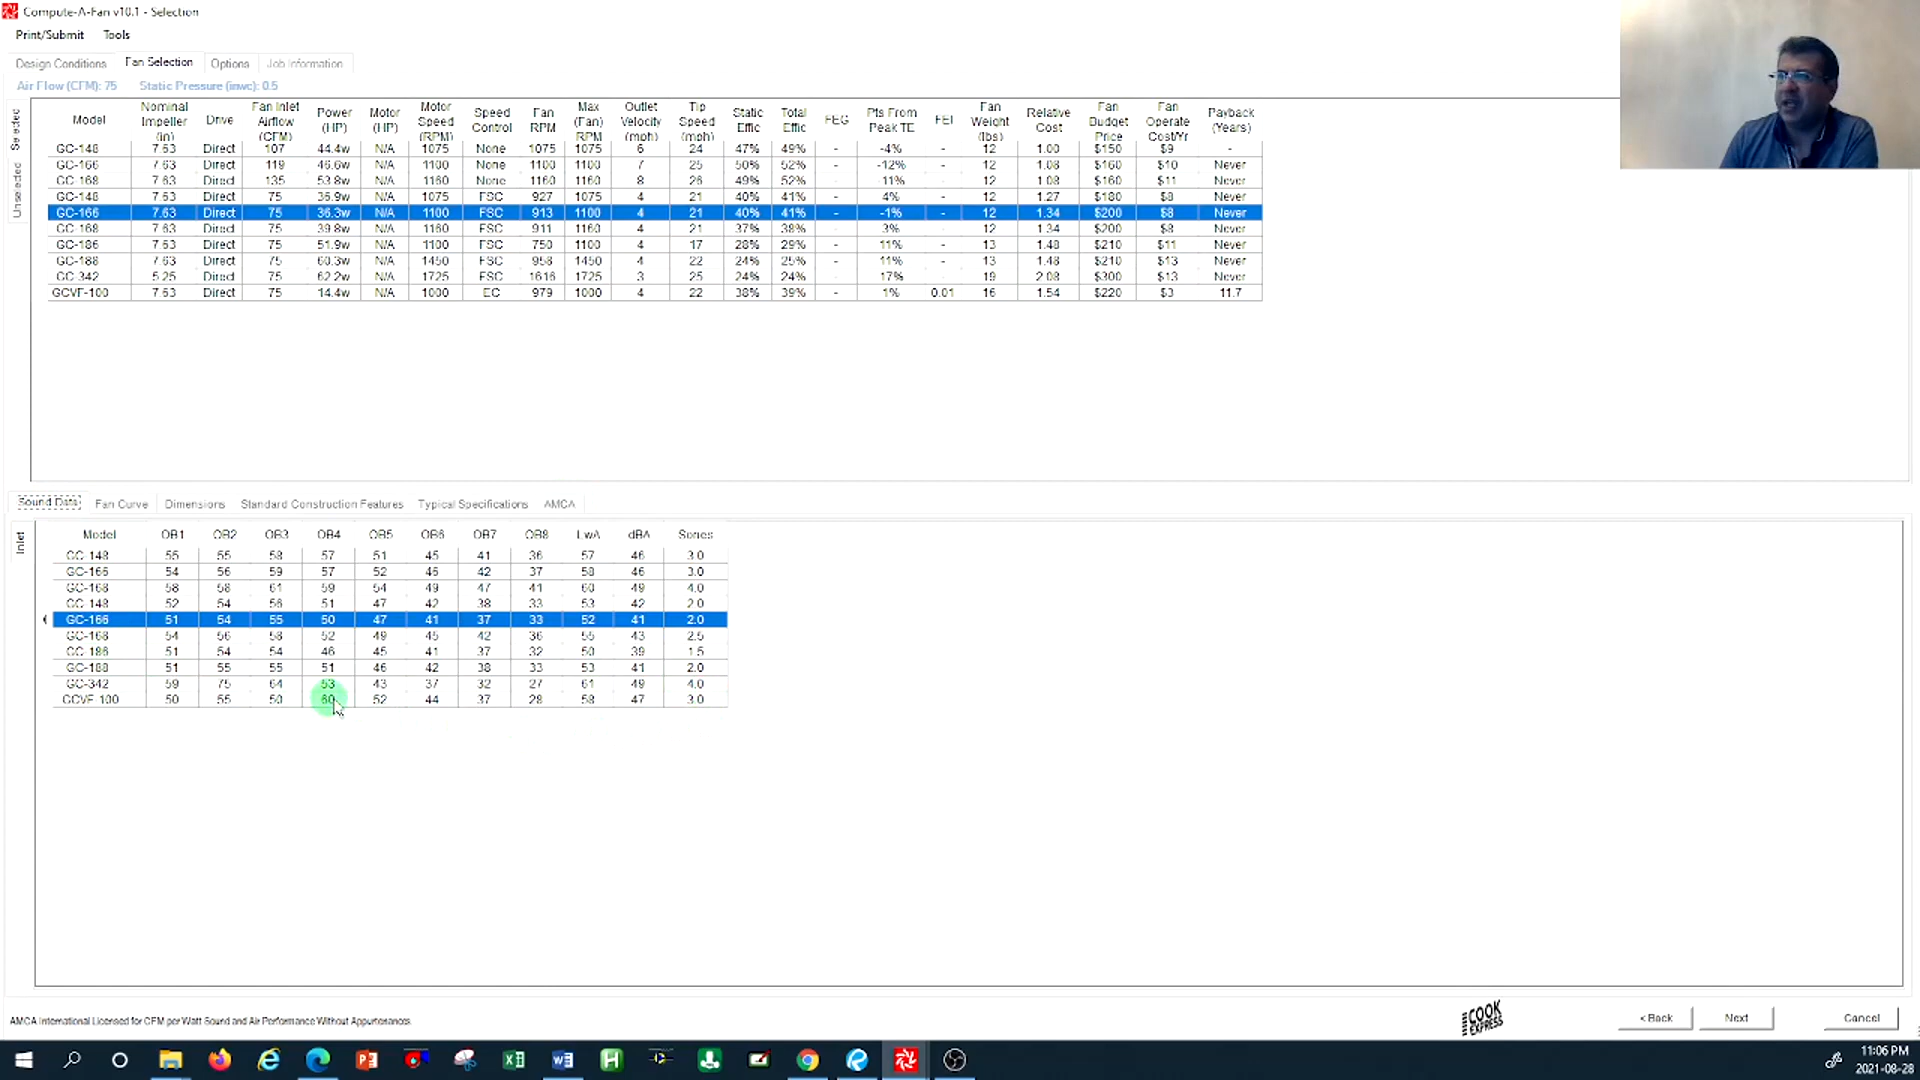 Compute-A-Fan v10.1 - Selection
Print/Submit Tools
Design Conditions Fan Selection Options Job Information
Air Flow (CFM): 75 Static Pressure (inwc): 0.5
Selected
Unselected
Model Nominal Impeller (in) Drive Fan Inlet Airflow (CFM) Power (HP) Motor (HP) Motor Speed (RPM) Speed Control Fan RPM Max (Fan) RPM Outlet Velocity (mph) Tip Speed (mph) Static Effic Total Effic FEG Pts From Peak TE FEI Fan Weight (lbs) Relative Cost Fan Budget Price Fan Operate Cost/Yr Payback (Years)
GC-148 7.63 Direct 107 44.4w N/A 1075 None 1075 1075 6 24 47% 49% - -4% - 12 1.00 $150 $9 -
GC-166 7.63 Direct 119 46.6w N/A 1100 None 1100 1100 7 25 50% 52% - -12% - 12 1.08 $160 $10 Never
GC-168 7.63 Direct 135 53.8w N/A 1160 None 1160 1160 8 26 49% 52% - -11% - 12 1.08 $160 $11 Never
GC-148 7.63 Direct 75 35.9w N/A 1075 FSC 927 1075 4 21 40% 41% - 4% - 12 1.27 $180 $8 Never
GC-166 7.63 Direct 75 36.3w N/A 1100 FSC 913 1100 4 21 40% 41% - -1% - 12 1.34 $200 $8 Never
GC-168 7.63 Direct 75 39.8w N/A 1160 FSC 911 1160 4 21 37% 38% - 3% - 12 1.34 $200 $8 Never
GC-186 7.63 Direct 75 51.9w N/A 1100 FSC 750 1100 4 17 28% 29% - 11% - 13 1.48 $210 $11 Never
GC-188 7.63 Direct 75 60.3w N/A 1450 FSC 958 1450 4 22 24% 25% - 11% - 13 1.48 $210 $13 Never
GC-342 5.25 Direct 75 62.2w N/A 1725 FSC 1616 1725 3 25 24% 24% - 17% - 19 2.08 $300 $13 Never
GCVF-100 7.63 Direct 75 14.4w N/A 1000 EC 979 1000 4 22 38% 39% - 1% 0.01 16 1.54 $220 $3 11.7
Sound Data Fan Curve Dimensions Standard Construction Features Typical Specifications AMCA
Inlet
Model OB1 OB2 OB3 OB4 OB5 OB6 OB7 OB8 LwA dBA Sones
GC-148 55 55 58 57 51 45 41 36 57 46 3.0
GC-166 54 56 59 57 52 46 42 37 58 46 3.0
GC-168 58 58 61 59 54 49 47 41 60 49 4.0
GC-148 52 54 56 51 47 42 38 33 53 42 2.0
GC-166 51 54 55 50 47 41 37 33 52 41 2.0
GC-168 54 56 58 52 49 45 42 36 55 43 2.5
GC-186 51 54 54 46 45 41 37 32 50 39 1.5
GC-188 51 55 55 51 46 42 38 33 53 41 2.0
GC-342 59 75 64 53 43 37 32 27 61 49 4.0
GCVF-100 50 55 50 60 52 44 37 28 58 47 3.0
AMCA International Licensed for CFM per Watt Sound and Air Performance Without Appurtenances.
COOK EXPRESS
< Back Next Cancel
11:06 PM
2021-08-28